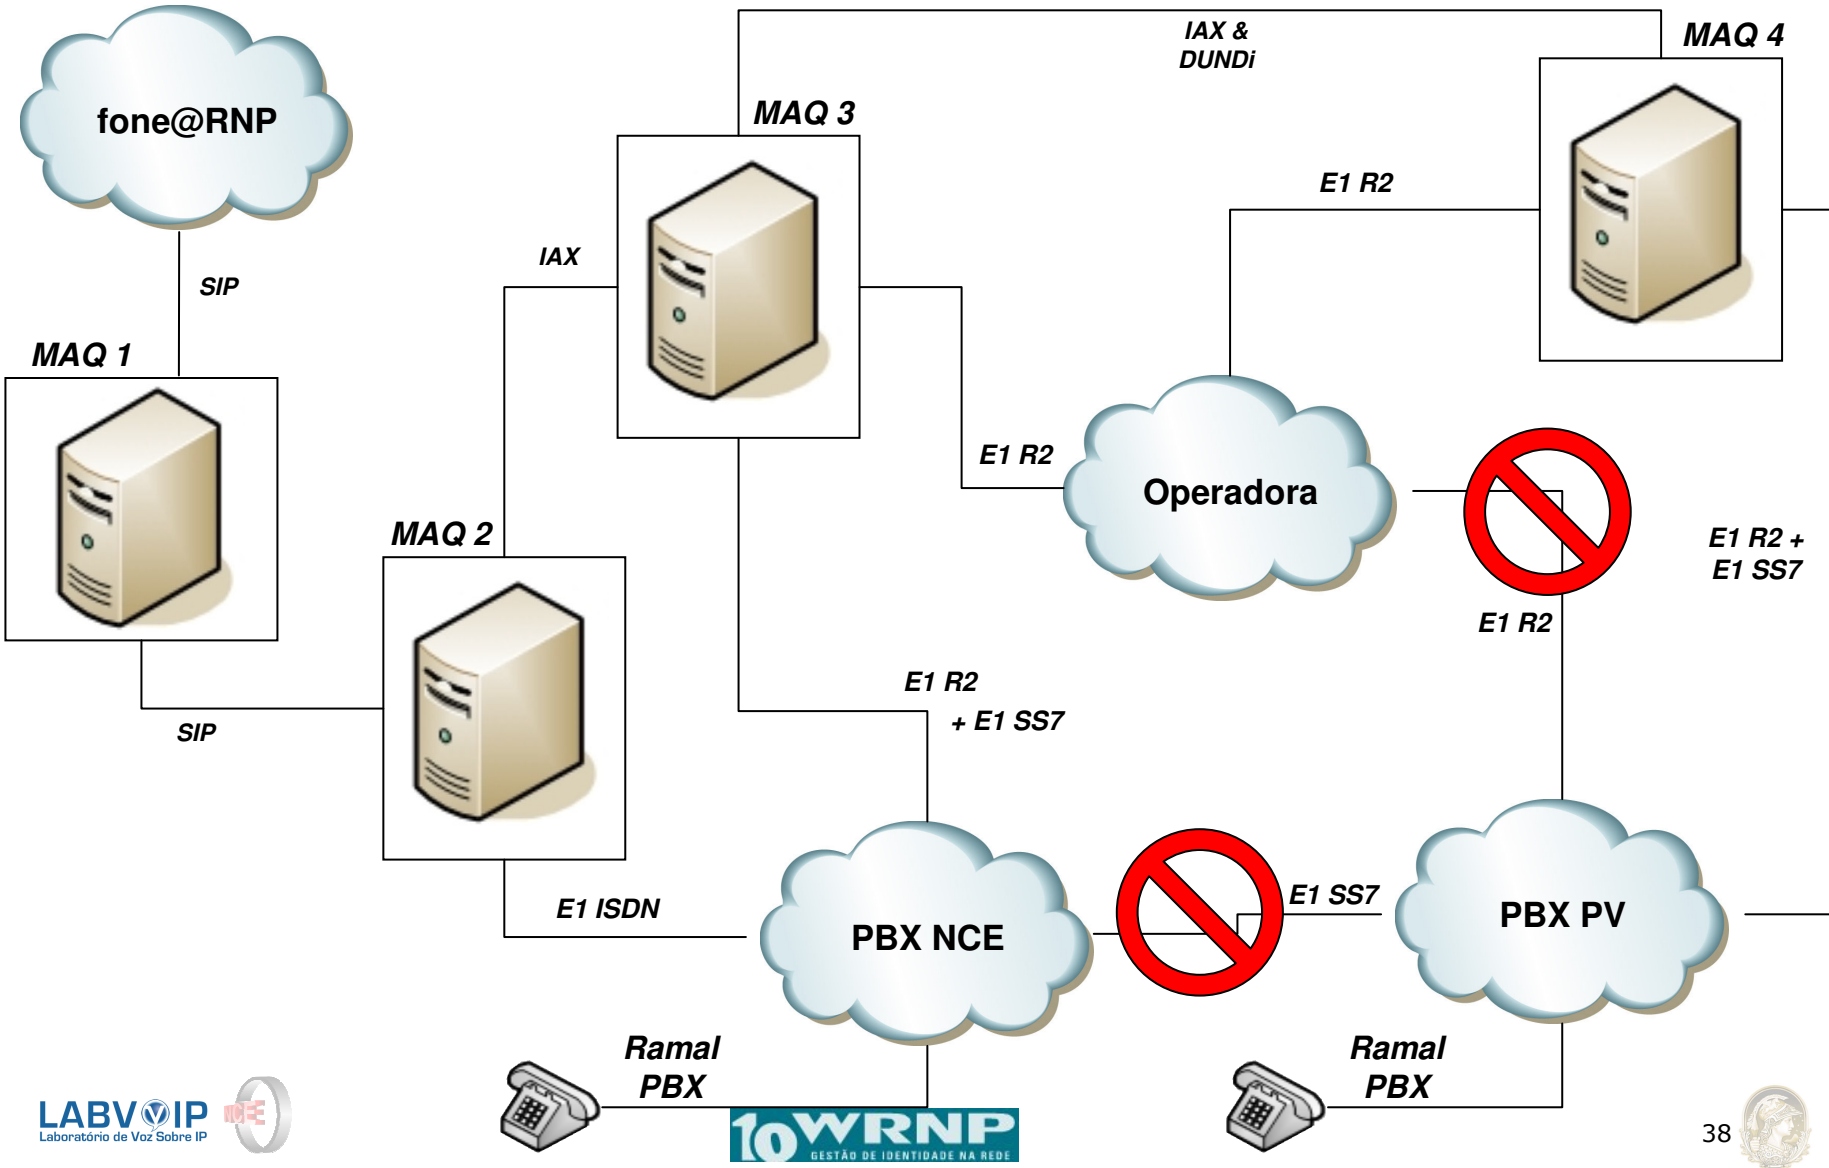 IAX &
DUNDi
MAQ 4
fone@RNP
MAQ 3
E1 R2
IAX
SIP
MAQ 1
E1 R2
Operadora
MAQ 2
E1 R2 +
E1 SS7
E1 R2
E1 R2
+ E1 SS7
SIP
E1 SS7
E1 ISDN
PBX NCE
PBX PV
Ramal
PBX
Ramal
PBX
LABVOIP
Laboratório de Voz Sobre IP
NCE
10WRNP
GESTÃO DE IDENTIDADE NA REDE
38